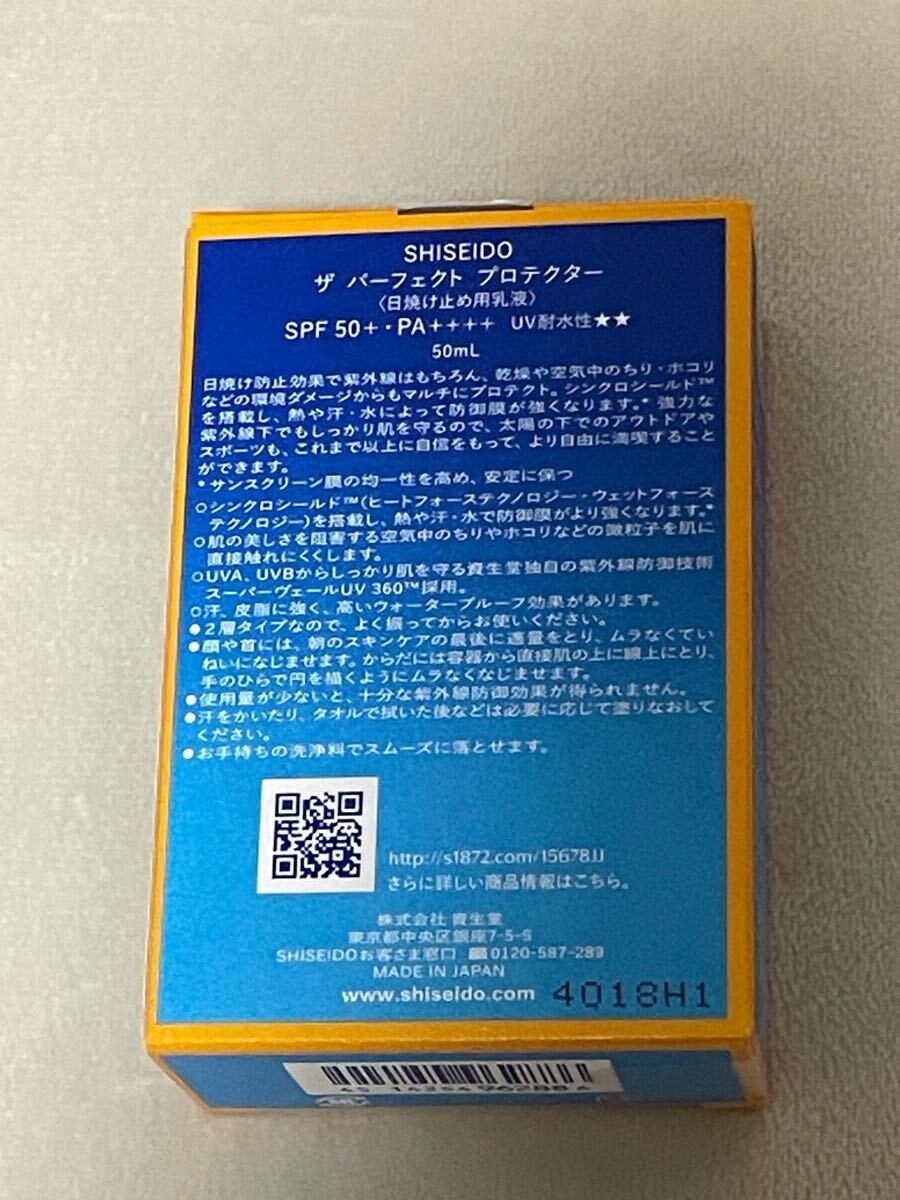 SHISEIDO
ザ パーフェクト プロテクター
〈日焼け止め用乳液〉
SPF 50+・PA++++ UV耐水性★★
50mL
日焼け防止効果で紫外線はもちろん、乾燥や空気中のちり・ホコリ
などの環境ダメージからもマルチにプロテクト。シンクロシールド™
を搭載し、熱や汗・水によって防御膜が強くなります。* 強力な
紫外線下でもしっかり肌を守るので、太陽の下でのアウトドアや
スポーツも、これまで以上に自信をもって、より自由に満喫すること
ができます。
* サンスクリーン膜の均一性を高め、安定に保つ
○シンクロシールド™(ヒートフォーステクノロジー・ウェットフォース
テクノロジー)を搭載し、熱や汗・水で防御膜がより強くなります。*
○肌の美しさを阻害する空気中のちりやホコリなどの微粒子を肌に
直接触れにくくします。
○UVA、UVBからしっかり肌を守る資生堂独自の紫外線防御技術
スーパーヴェールUV 360™採用。
○汗、皮脂に強く、高いウォータープルーフ効果があります。
●2層タイプなので、よく振ってからお使いください。
●顔や首には、朝のスキンケアの最後に適量をとり、ムラなくてい
ねいになじませます。からだには容器から直接肌の上に線上にとり、
手のひらで円を描くようにムラなくなじませます。
●使用量が少ないと、十分な紫外線防御効果が得られません。
●汗をかいたり、タオルで拭いた後などは必要に応じて塗りなおして
ください。
●お手持ちの洗浄料でスムーズに落とせます。
http://s1872.com/15678JJ
さらに詳しい商品情報はこちら。
株式会社 資生堂
東京都中央区銀座7-5-5
SHISEIDOお客さま窓口 0120-587-289
MADE IN JAPAN
www.shiseido.com 4018H1